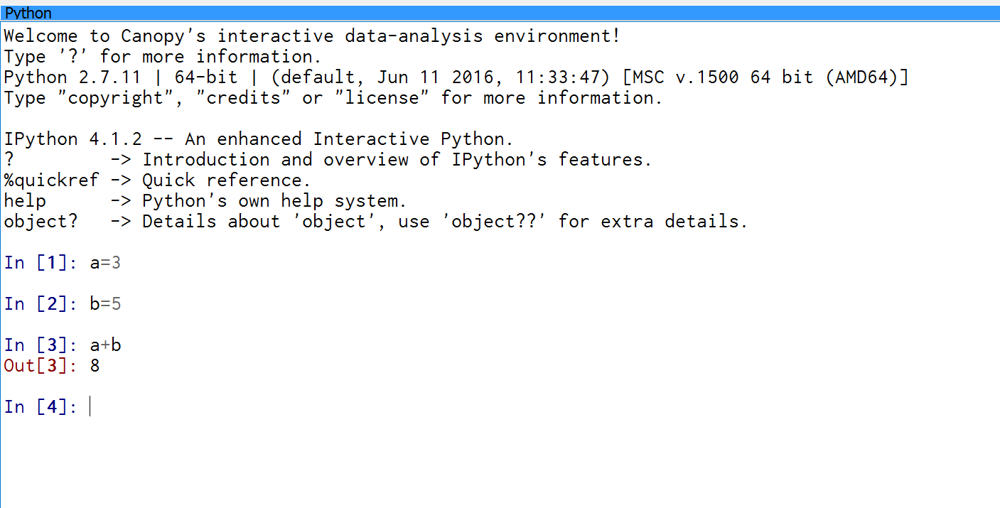 Python
Welcome to Canopy's interactive data-analysis environment!
Type '?' for more information.
Python 2.7.11 | 64-bit | (default, Jun 11 2016, 11:33:47) [MSC v.1500 64 bit (AMD64)]
Type "copyright", "credits" or "license" for more information.
IPython 4.1.2 -- An enhanced Interactive Python.
?         -> Introduction and overview of IPython's features.
%quickref -> Quick reference.
help      -> Python's own help system.
object?   -> Details about 'object', use 'object??' for extra details.
In [1]: a=3
In [2]: b=5
In [3]: a+b
Out[3]: 8
In [4]: